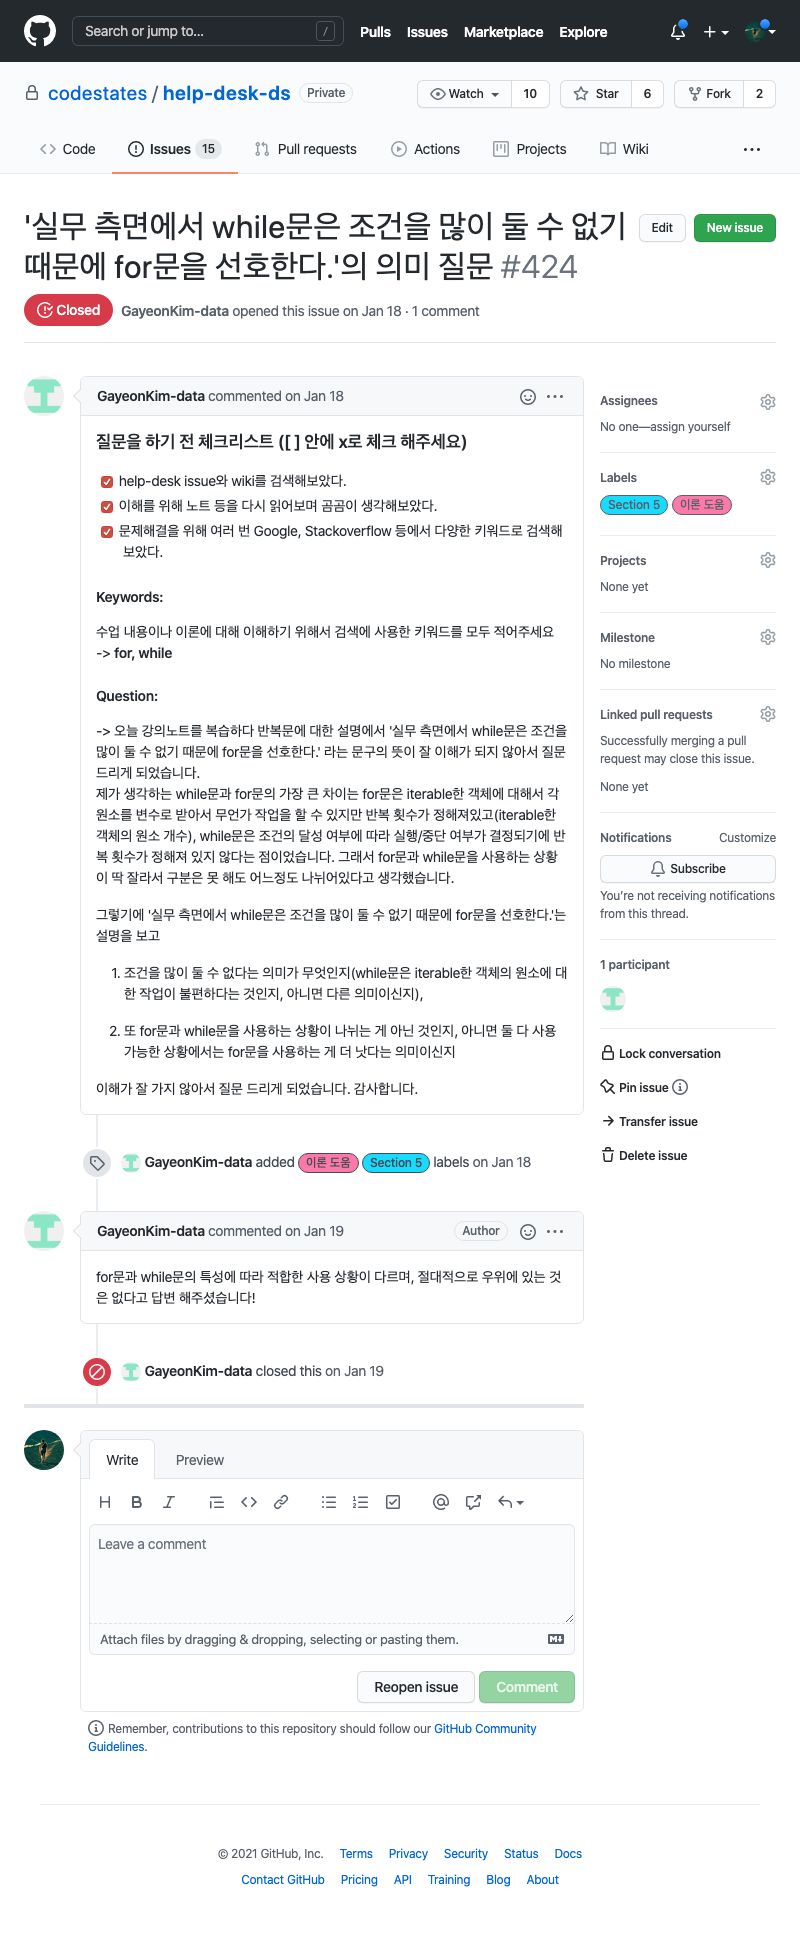 Search or jump to...
/
Pulls
Issues
Marketplace
Explore
codestates / help-desk-ds
Private
Watch
10
Star
6
Fork
2
Code
Issues
15
Pull requests
Actions
Projects
Wiki
'실무 측면에서 while문은 조건을 많이 둘 수 없기
때문에 for문을 선호한다.'의 의미 질문 #424
Edit
New issue
Closed
GayeonKim-data opened this issue on Jan 18 · 1 comment
GayeonKim-data commented on Jan 18
질문을 하기 전 체크리스트 ([ ] 안에 x로 체크 해주세요)
help-desk issue와 wiki를 검색해보았다.
이해를 위해 노트 등을 다시 읽어보며 곰곰이 생각해보았다.
문제해결을 위해 여러 번 Google, Stackoverflow 등에서 다양한 키워드로 검색해
보았다.
Keywords:
수업 내용이나 이론에 대해 이해하기 위해서 검색에 사용한 키워드를 모두 적어주세요
-> for, while
Question:
-> 오늘 강의노트를 복습하다 반복문에 대한 설명에서 '실무 측면에서 while문은 조건을
많이 둘 수 없기 때문에 for문을 선호한다.' 라는 문구의 뜻이 잘 이해가 되지 않아서 질문
드리게 되었습니다.
제가 생각하는 while문과 for문의 가장 큰 차이는 for문은 iterable한 객체에 대해서 각
원소를 변수로 받아서 무언가 작업을 할 수 있지만 반복 횟수가 정해져있고(iterable한
객체의 원소 개수), while문은 조건의 달성 여부에 따라 실행/중단 여부가 결정되기에 반
복 횟수가 정해져 있지 않다는 점이었습니다. 그래서 for문과 while문을 사용하는 상황
이 딱 잘라서 구분은 못 해도 어느정도 나뉘어있다고 생각했습니다.
그렇기에 '실무 측면에서 while문은 조건을 많이 둘 수 없기 때문에 for문을 선호한다.'는
설명을 보고
1. 조건을 많이 둘 수 없다는 의미가 무엇인지(while문은 iterable한 객체의 원소에 대
한 작업이 불편하다는 것인지, 아니면 다른 의미이신지),
2. 또 for문과 while문을 사용하는 상황이 나뉘는 게 아닌 것인지, 아니면 둘 다 사용
가능한 상황에서는 for문을 사용하는 게 더 낫다는 의미이신지
이해가 잘 가지 않아서 질문 드리게 되었습니다. 감사합니다.
GayeonKim-data added 이론 도움 Section 5 labels on Jan 18
GayeonKim-data commented on Jan 19
Author
for문과 while문의 특성에 따라 적합한 사용 상황이 다르며, 절대적으로 우위에 있는 것
은 없다고 답변 해주셨습니다!
GayeonKim-data closed this on Jan 19
Write
Preview
H B I
Leave a comment
Attach files by dragging & dropping, selecting or pasting them.
Reopen issue
Comment
Remember, contributions to this repository should follow our GitHub Community
Guidelines.
Assignees
No one—assign yourself
Labels
Section 5
이론 도움
Projects
None yet
Milestone
No milestone
Linked pull requests
Successfully merging a pull
request may close this issue.
None yet
Notifications
Customize
Subscribe
You're not receiving notifications
from this thread.
1 participant
Lock conversation
Pin issue
Transfer issue
Delete issue
© 2021 GitHub, Inc.
Terms
Privacy
Security
Status
Docs
Contact GitHub
Pricing
API
Training
Blog
About